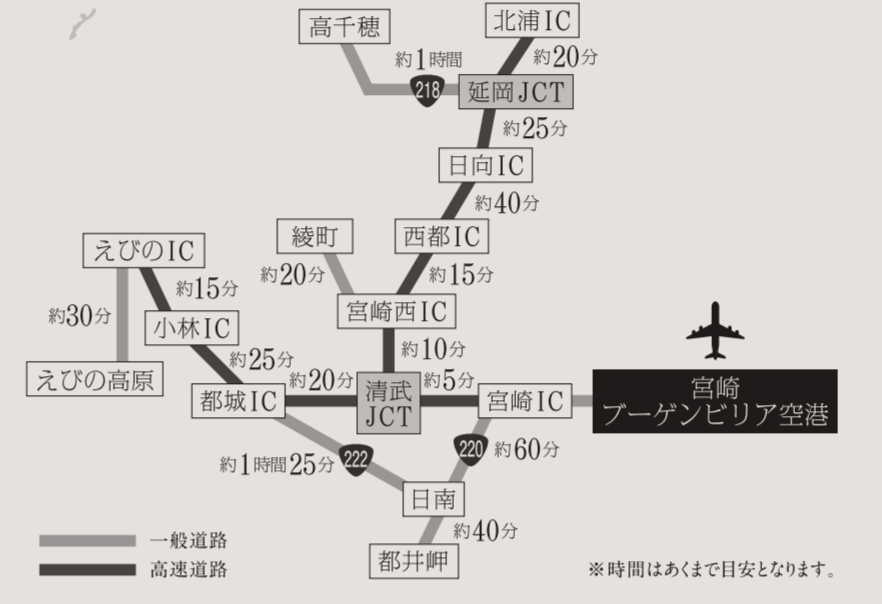 北浦IC
高千穂
約1時間
約20分
218
延岡JCT
約25分
日向IC
約40分
えびのIC
綾町
西都IC
約15分
約20分
約15分
約30分
小林IC
宮崎西IC
約25分
約10分
えびの高原
約20分
約5分
都城IC
清武
JCT
宮崎IC
宮崎
ブーゲンビリア空港
約1時間25分
222
220
約60分
日南
約40分
都井岬
一般道路
高速道路
※時間はあくまで目安となります。